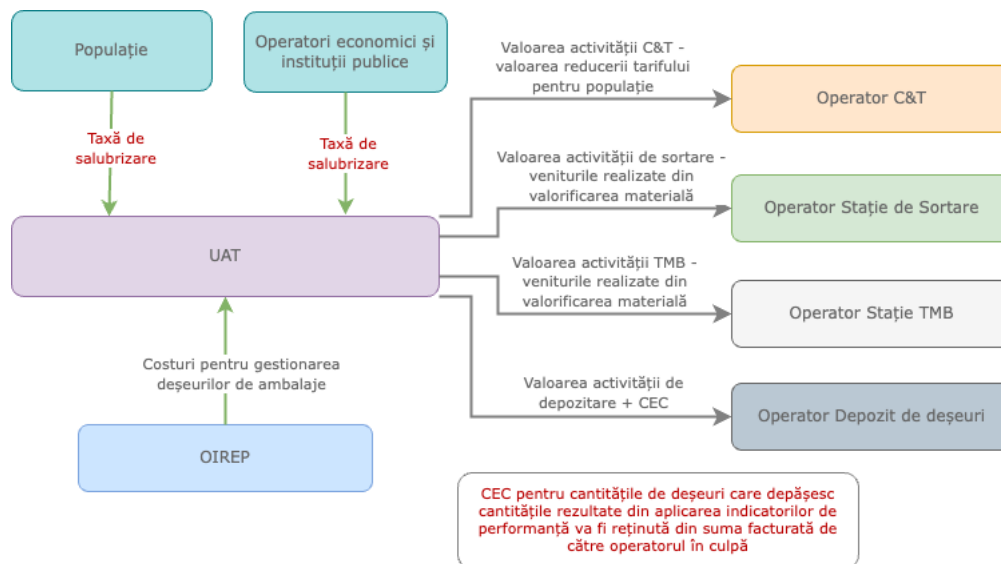 Populație
Operatori economici și
instituții publice
Valoarea activității C&T -
valoarea reducerii tarifului
pentru populație
Operator C&T
Taxă de
salubrizare
Taxă de
salubrizare
Valoarea activității de sortare -
veniturile realizate din
valorificarea materială
Operator Stație de Sortare
UAT
Valoarea activității TMB -
veniturile realizate din
valorificarea materială
Operator Stație TMB
Costuri pentru gestionarea
deșeurilor de ambalaje
Valoarea activității de
depozitare + CEC
Operator Depozit de deșeuri
OIREP
CEC pentru cantitățile de deșeuri care depășesc
cantitățile rezultate din aplicarea indicatorilor de
performanță va fi reținută din suma facturată de
către operatorul în culpă